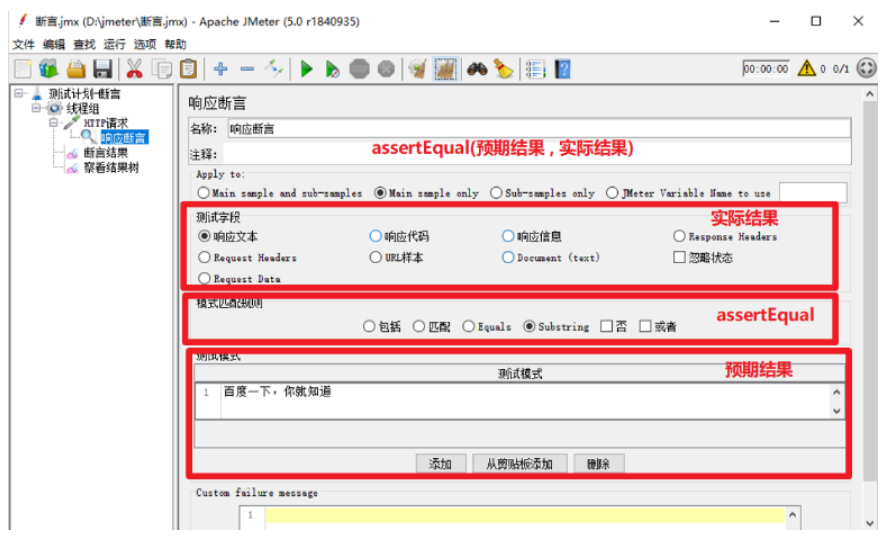 断言.jmx (D:\jmeter\断言.jmx) - Apache JMeter (5.0 r1840935)
文件 编辑 查找 运行 选项 帮助
00:00:00 0 0/1
测试计划-断言
线程组
HTTP请求
响应断言
断言结果
察看结果树
响应断言
名称： 响应断言
注释：
assertEqual(预期结果 , 实际结果)
Apply to:
Main sample and sub-samples Main sample only Sub-samples only JMeter Variable Name to use
测试字段
实际结果
响应文本 响应代码 响应信息 Response Headers
Request Headers URL样本 Document (text) 忽略状态
Request Data
模式匹配规则
包括 匹配 Equals Substring 否 或者
assertEqual
测试模式
测试模式
预期结果
1 百度一下，你就知道
添加 从剪贴板添加 删除
Custom failure message
1